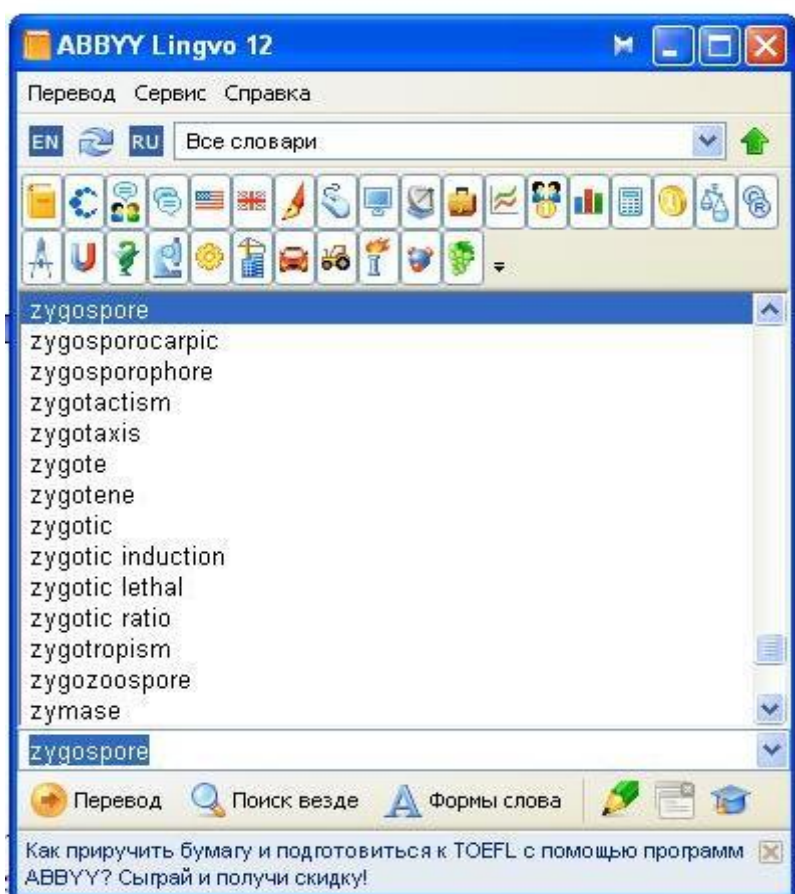 ABBYY Lingvo 12
Перевод Сервис Справка
EN RU Все словари
zygospore
zygosporocarpic
zygosporophore
zygotactism
zygotaxis
zygote
zygotene
zygotic
zygotic induction
zygotic lethal
zygotic ratio
zygotropism
zygozoospore
zymase
zygospore
Перевод Поиск везде Формы слова
Как приручить бумагу и подготовиться к TOEFL с помощью программ
ABBYY? Сыграй и получи скидку!